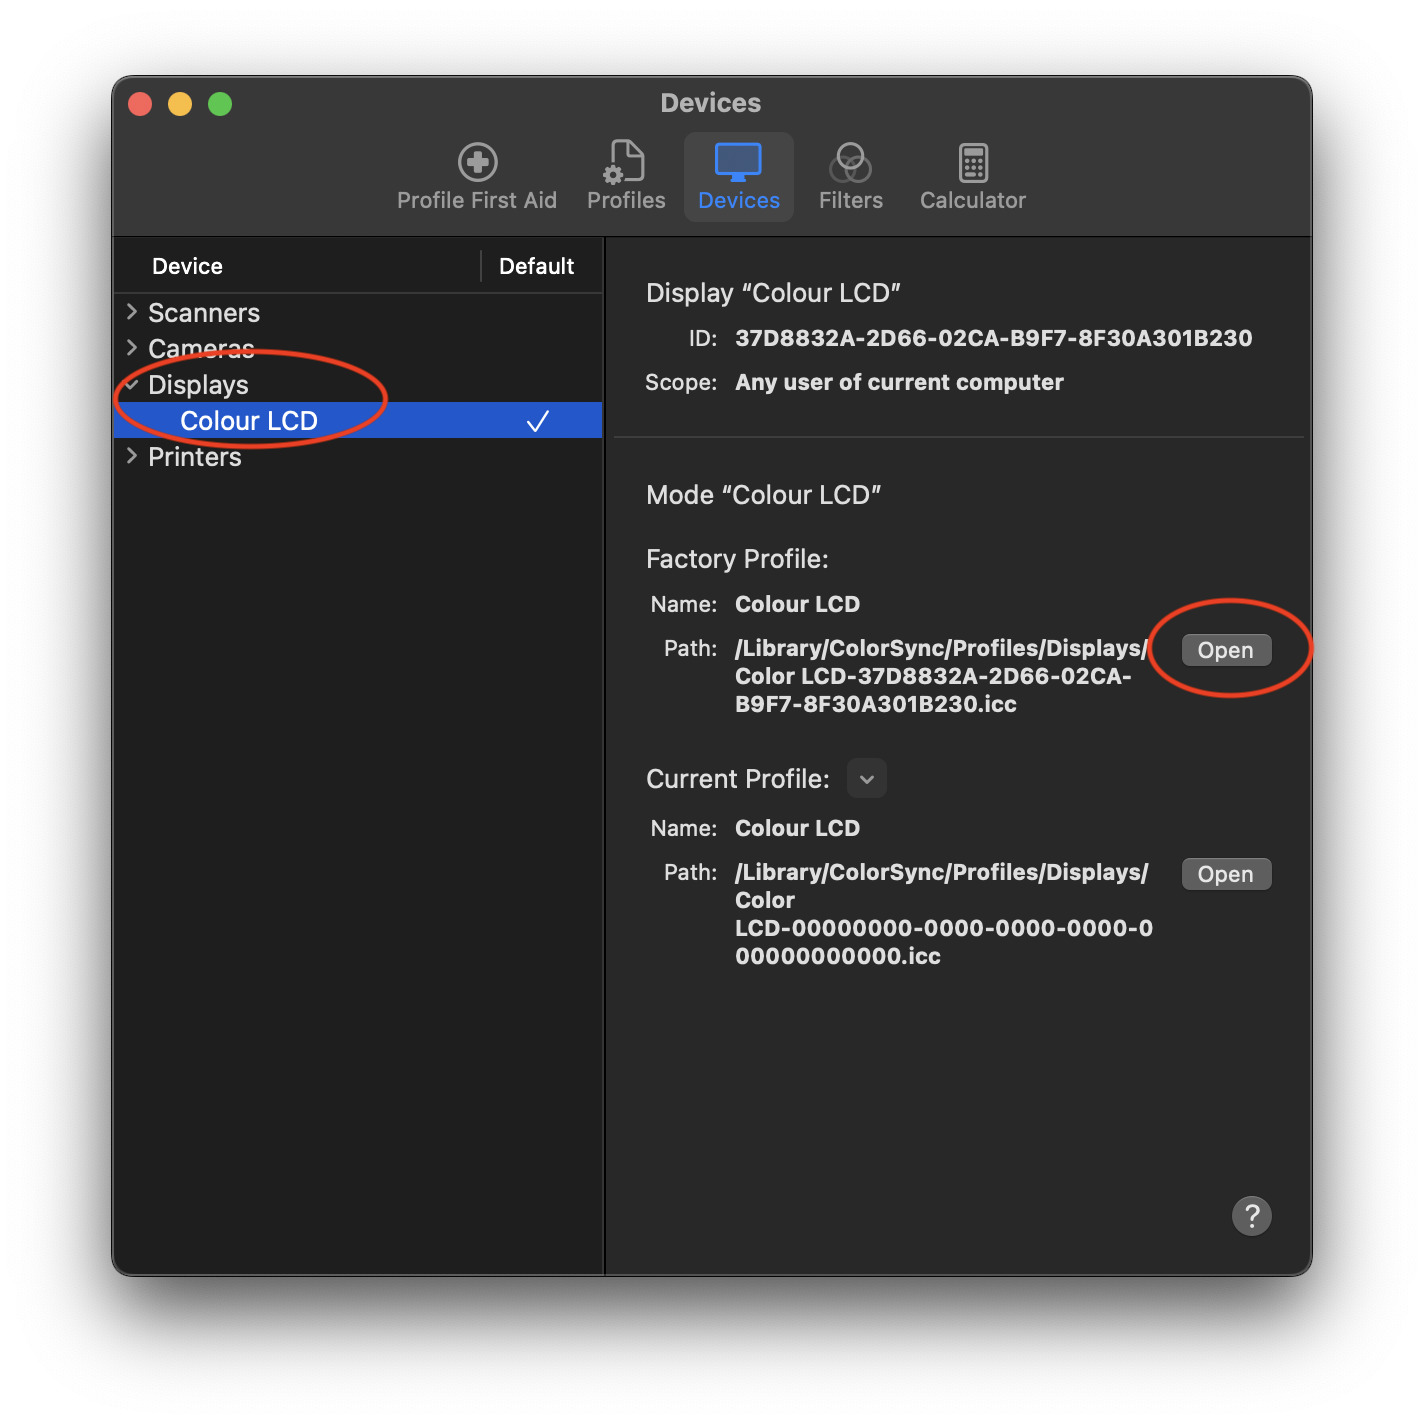 Devices
Profile First Aid
Profiles
Devices
Filters
Calculator
Device
Default
Scanners
Cameras
Displays
Colour LCD
Printers
Display “Colour LCD”
ID: 37D8832A-2D66-02CA-B9F7-8F30A301B230
Scope: Any user of current computer
Mode “Colour LCD”
Factory Profile:
Name: Colour LCD
Path: /Library/ColorSync/Profiles/Displays/
Color LCD-37D8832A-2D66-02CA-
B9F7-8F30A301B230.icc
Open
Current Profile:
Name: Colour LCD
Path: /Library/ColorSync/Profiles/Displays/
Color
LCD-00000000-0000-0000-0000-0
00000000000.icc
Open
?